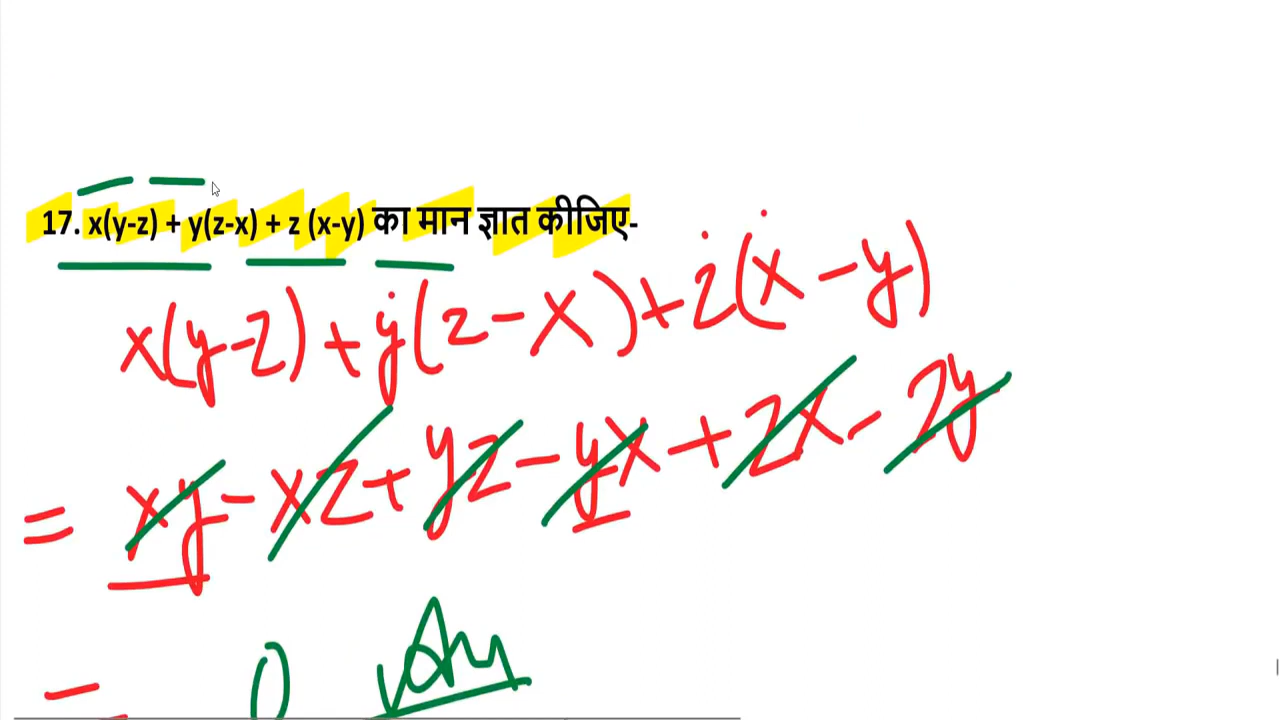 17. x(y-z) + y(z-x) + z (x-y) का मान ज्ञात कीजिए-
x(y-z)+y(z-x)+z(x-y)
= xy-xz+yz-yx+zx-zy
= 0 Ans